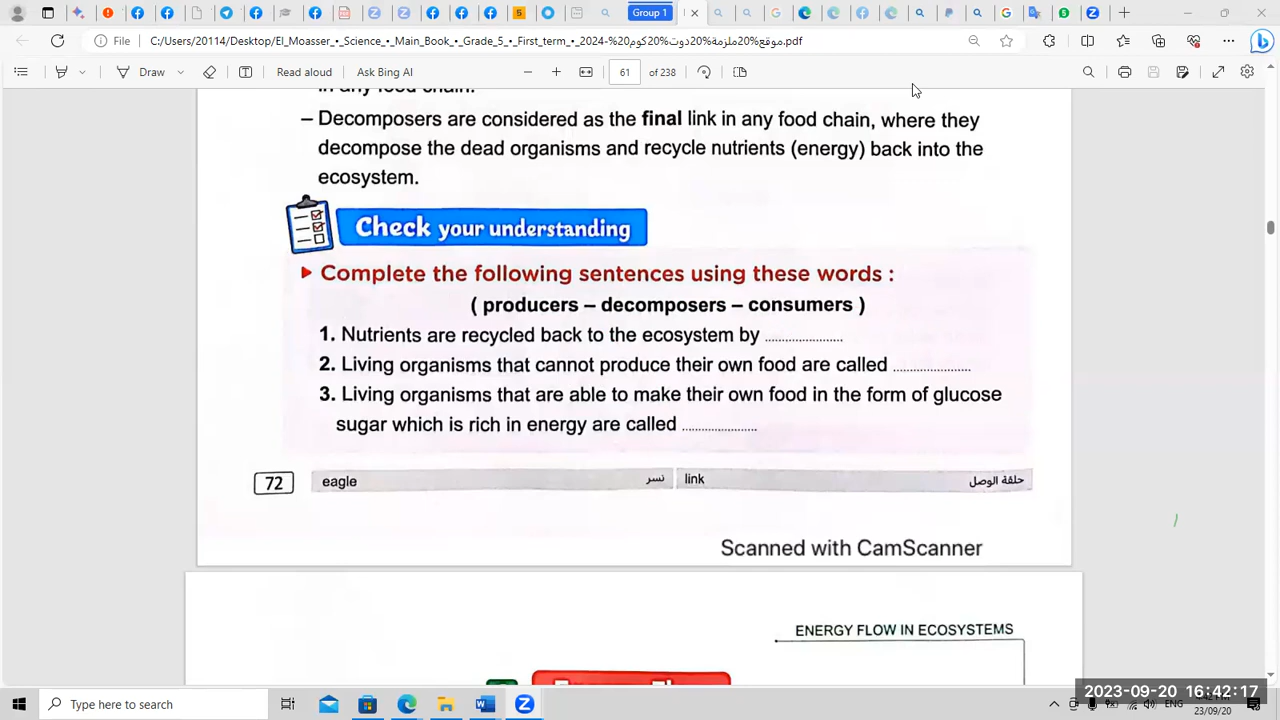 Group 1
File
C:/Users/20114/Desktop/El_Moasser_•_Science_•_Main_Book_•_Grade_5_•_First_term_•_2024-%20موقع%20ملزمة%20دوت%20كوم.pdf
Draw
Read aloud
Ask Bing AI
61
of 238
in any food chain.
– Decomposers are considered as the final link in any food chain, where they
decompose the dead organisms and recycle nutrients (energy) back into the
ecosystem.
Check your understanding
Complete the following sentences using these words :
( producers – decomposers – consumers )
1. Nutrients are recycled back to the ecosystem by ......................
2. Living organisms that cannot produce their own food are called ......................
3. Living organisms that are able to make their own food in the form of glucose
sugar which is rich in energy are called .....................
72
eagle نسر link حلقة الوصل
Scanned with CamScanner
ENERGY FLOW IN ECOSYSTEMS
Type here to search
ENG
2023-09-20 16:42:17
23/09/20